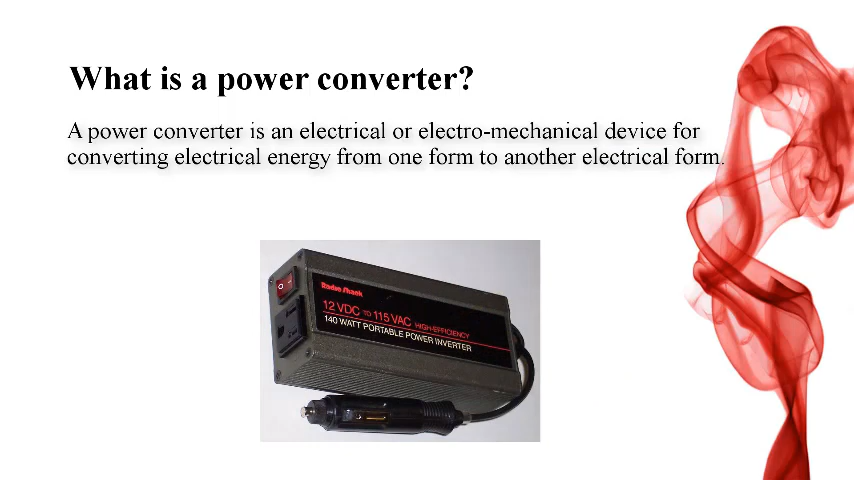 What is a power converter?
A power converter is an electrical or electro-mechanical device for
converting electrical energy from one form to another electrical form.
Radio Shack
12 VDC TO 115 VAC HIGH-EFFICIENCY
140 WATT PORTABLE POWER INVERTER